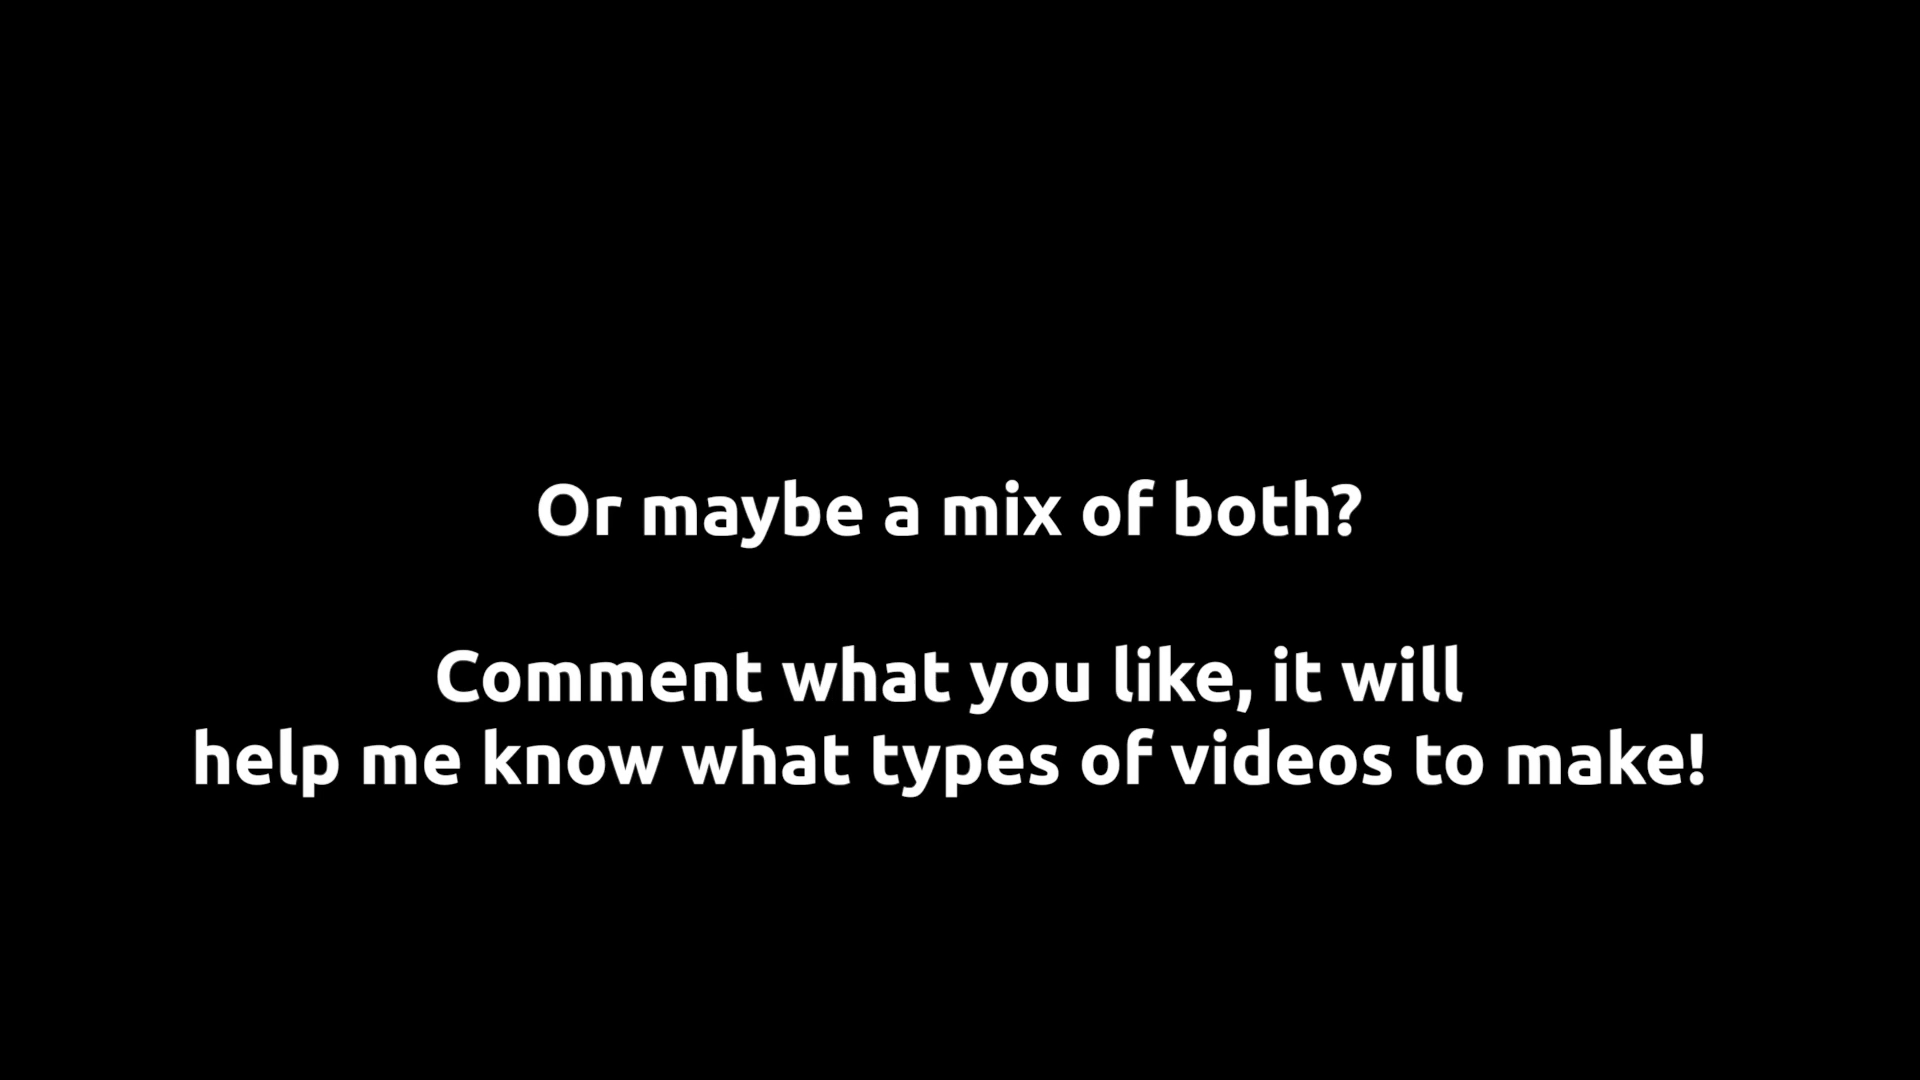 Or maybe a mix of both?
Comment what you like, it will
help me know what types of videos to make!